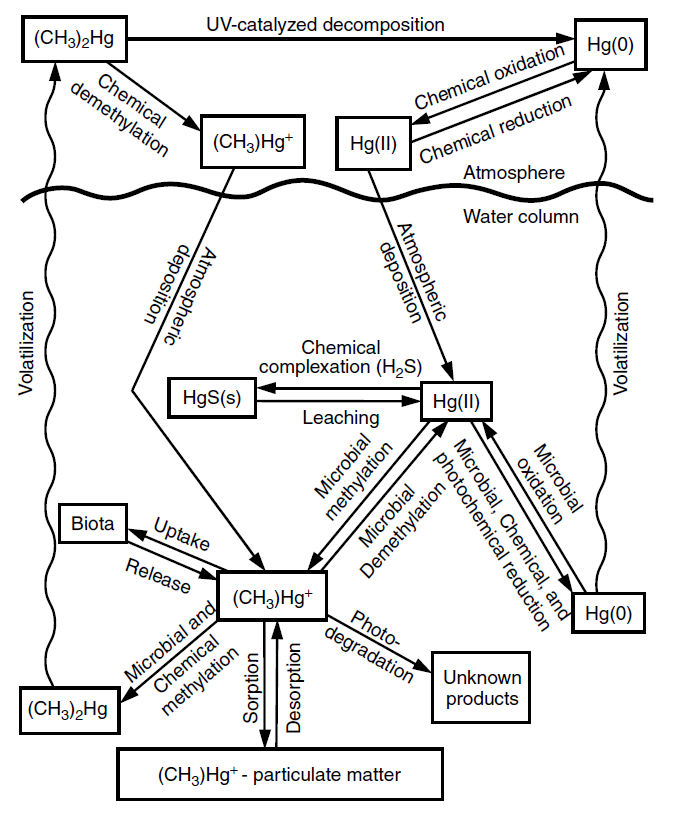 UV-catalyzed decomposition
(CH₃)₂Hg
Hg(0)
Chemical
demethylation
Chemical oxidation
(CH₃)Hg⁺
Hg(II)
Chemical reduction
Atmosphere
Water column
Atmospheric
deposition
Atmospheric
deposition
Volatilization
Volatilization
Chemical
complexation (H₂S)
HgS(s)
Hg(II)
Leaching
Microbial
methylation
Microbial
Demethylation
Microbial, Chemical, and
photochemical reduction
Microbial
oxidation
Biota
Uptake
Release
(CH₃)Hg⁺
Hg(0)
Microbial and
Chemical
methylation
Sorption
Desorption
Photo-
degradation
Unknown
products
(CH₃)₂Hg
(CH₃)Hg⁺ - particulate matter